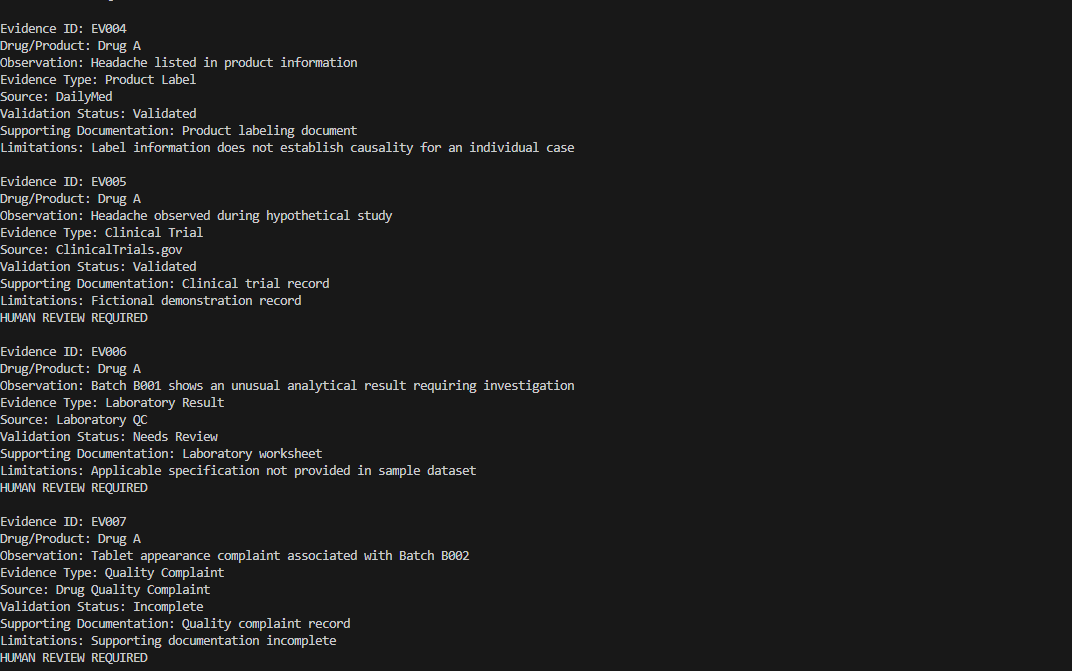 Evidence ID: EV004
Drug/Product: Drug A
Observation: Headache listed in product information
Evidence Type: Product Label
Source: DailyMed
Validation Status: Validated
Supporting Documentation: Product labeling document
Limitations: Label information does not establish causality for an individual case
Evidence ID: EV005
Drug/Product: Drug A
Observation: Headache observed during hypothetical study
Evidence Type: Clinical Trial
Source: ClinicalTrials.gov
Validation Status: Validated
Supporting Documentation: Clinical trial record
Limitations: Fictional demonstration record
HUMAN REVIEW REQUIRED
Evidence ID: EV006
Drug/Product: Drug A
Observation: Batch B001 shows an unusual analytical result requiring investigation
Evidence Type: Laboratory Result
Source: Laboratory QC
Validation Status: Needs Review
Supporting Documentation: Laboratory worksheet
Limitations: Applicable specification not provided in sample dataset
HUMAN REVIEW REQUIRED
Evidence ID: EV007
Drug/Product: Drug A
Observation: Tablet appearance complaint associated with Batch B002
Evidence Type: Quality Complaint
Source: Drug Quality Complaint
Validation Status: Incomplete
Supporting Documentation: Quality complaint record
Limitations: Supporting documentation incomplete
HUMAN REVIEW REQUIRED